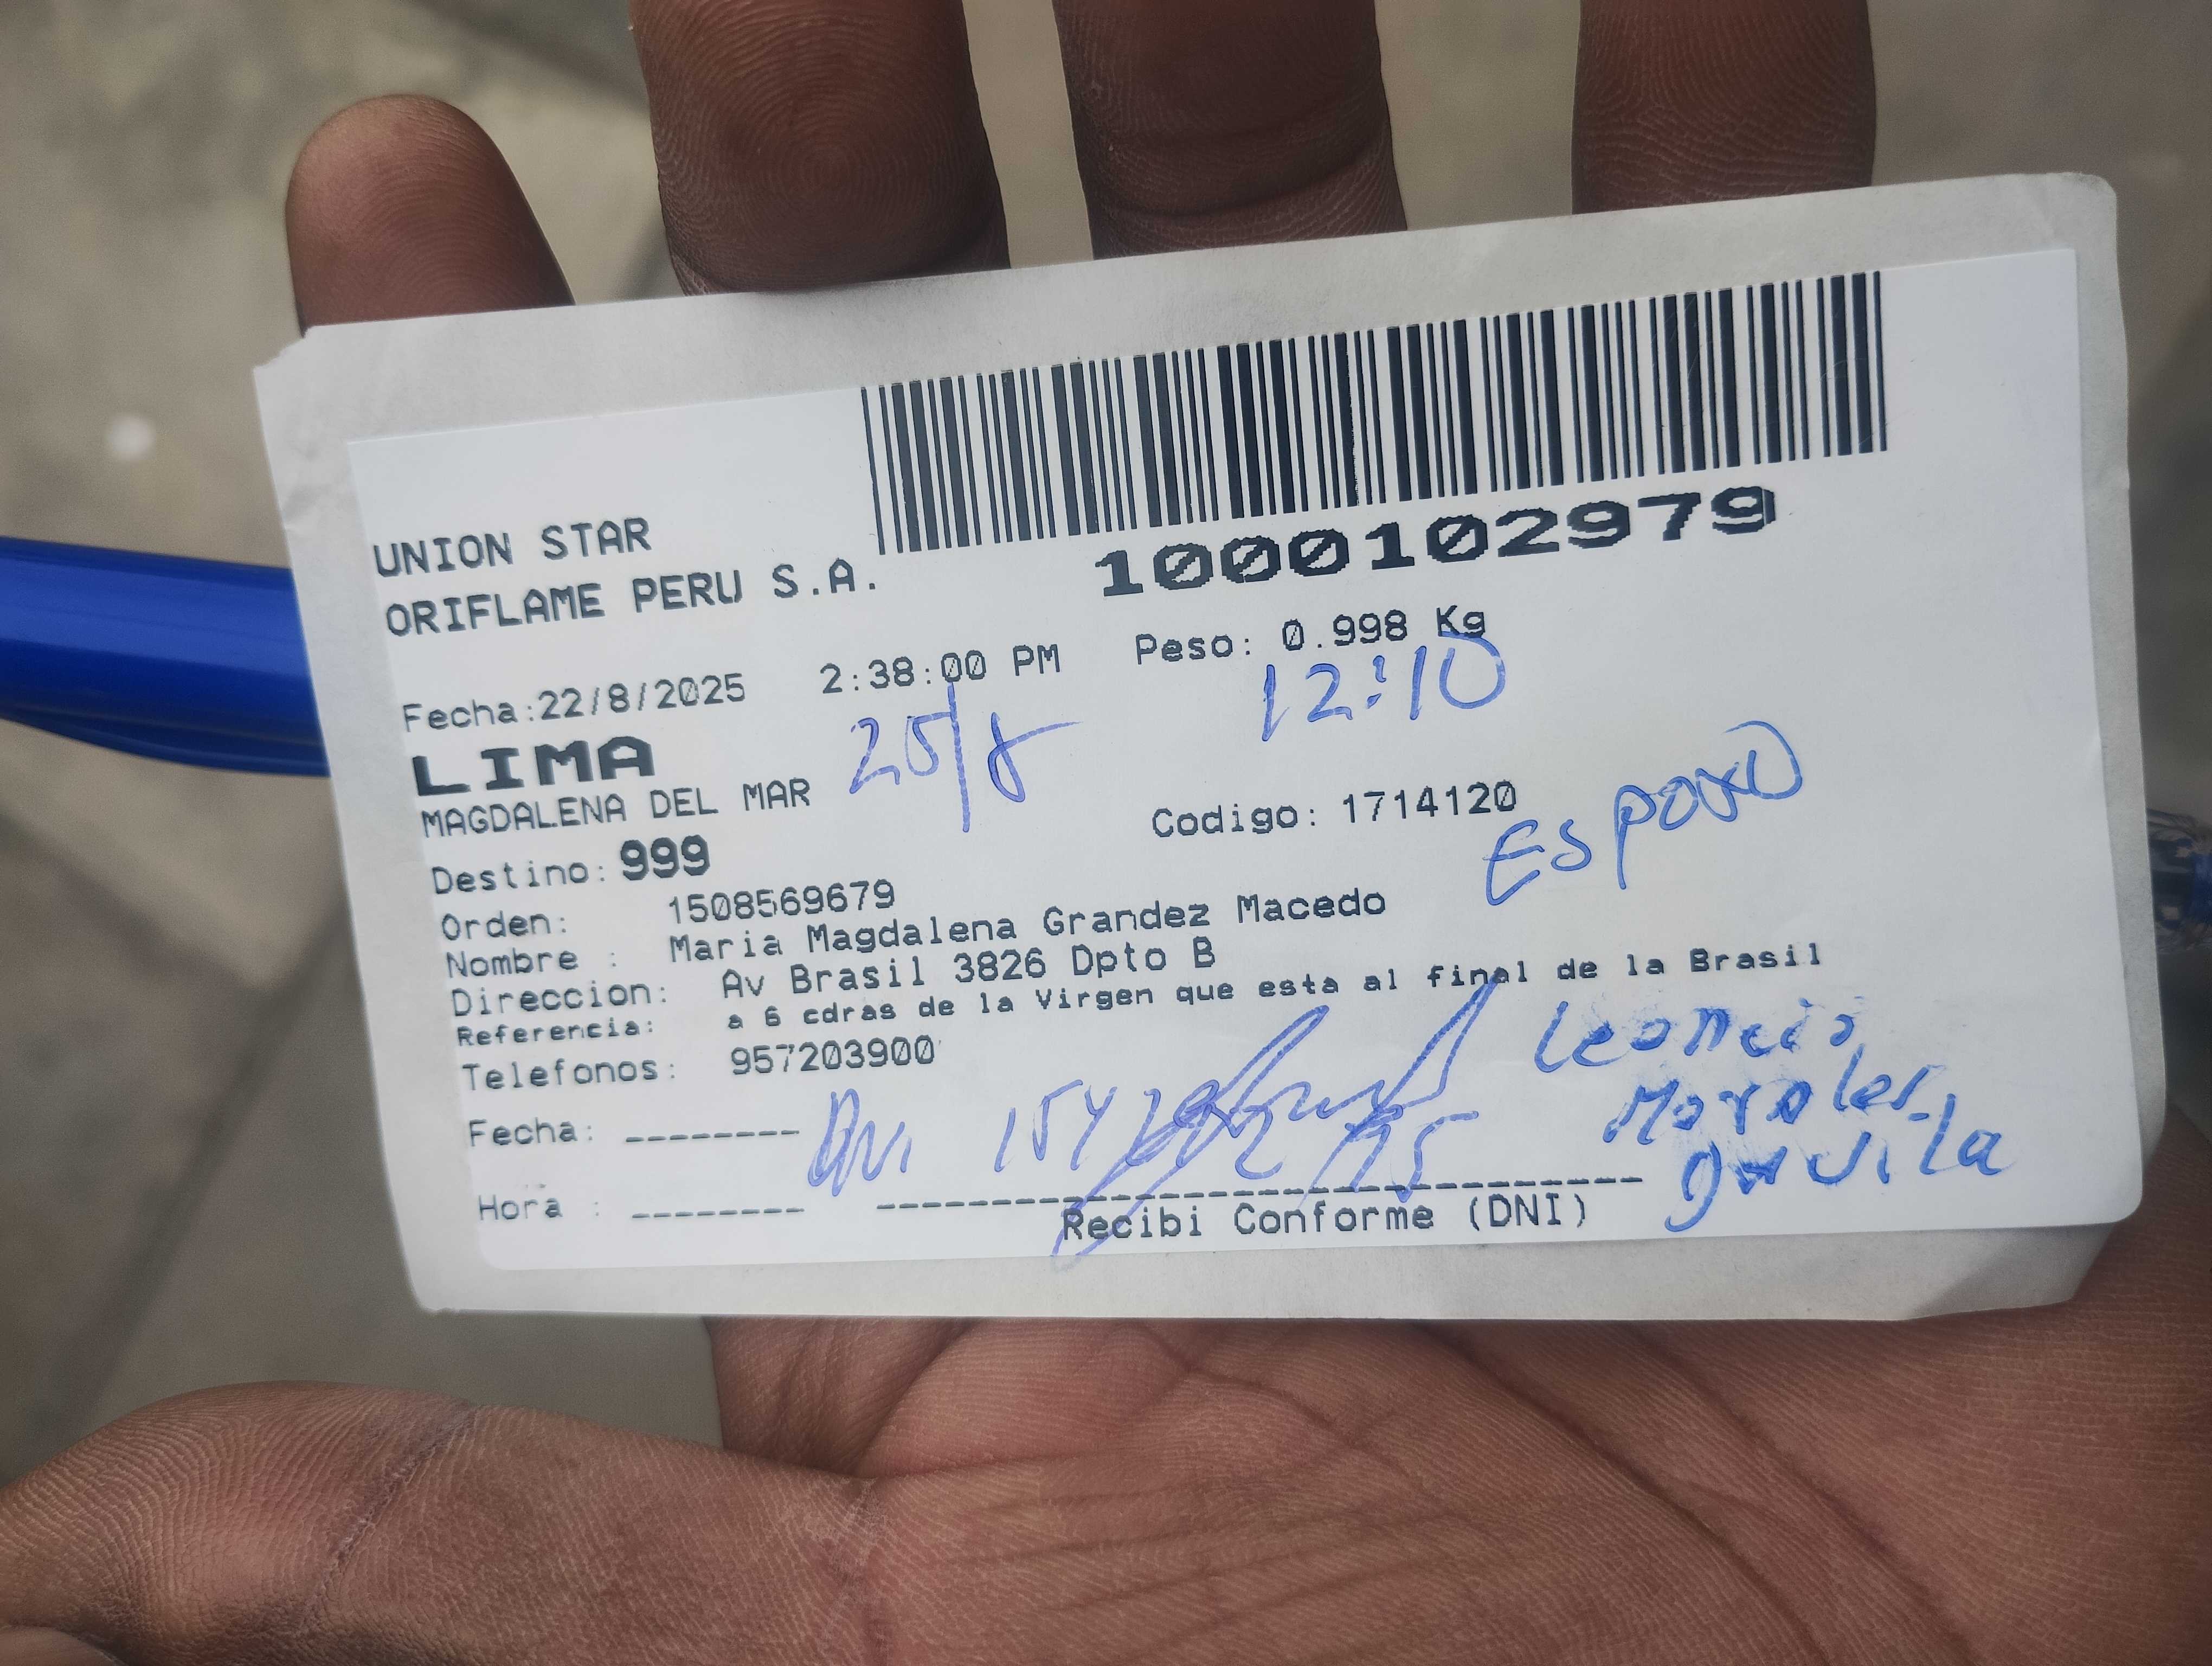 UNION STAR
ORIFLAME PERU S.A.
1000102979
Fecha:22/8/2025 2:38:00 PM Peso: 0.998 Kg
12:10
LIMA
25/8
MAGDALENA DEL MAR
Codigo: 1714120
Esposo
Destino: 999
Orden: 1508569679
Nombre : Maria Magdalena Grandez Macedo
Direccion: Av Brasil 3826 Dpto B
Referencia: a 6 cdras de la Virgen que esta al final de la Brasil
Telefonos: 957203900
Leoncio
Morales
Fecha: --------
DNI
davila
Hora : --------
Recibi Conforme (DNI)